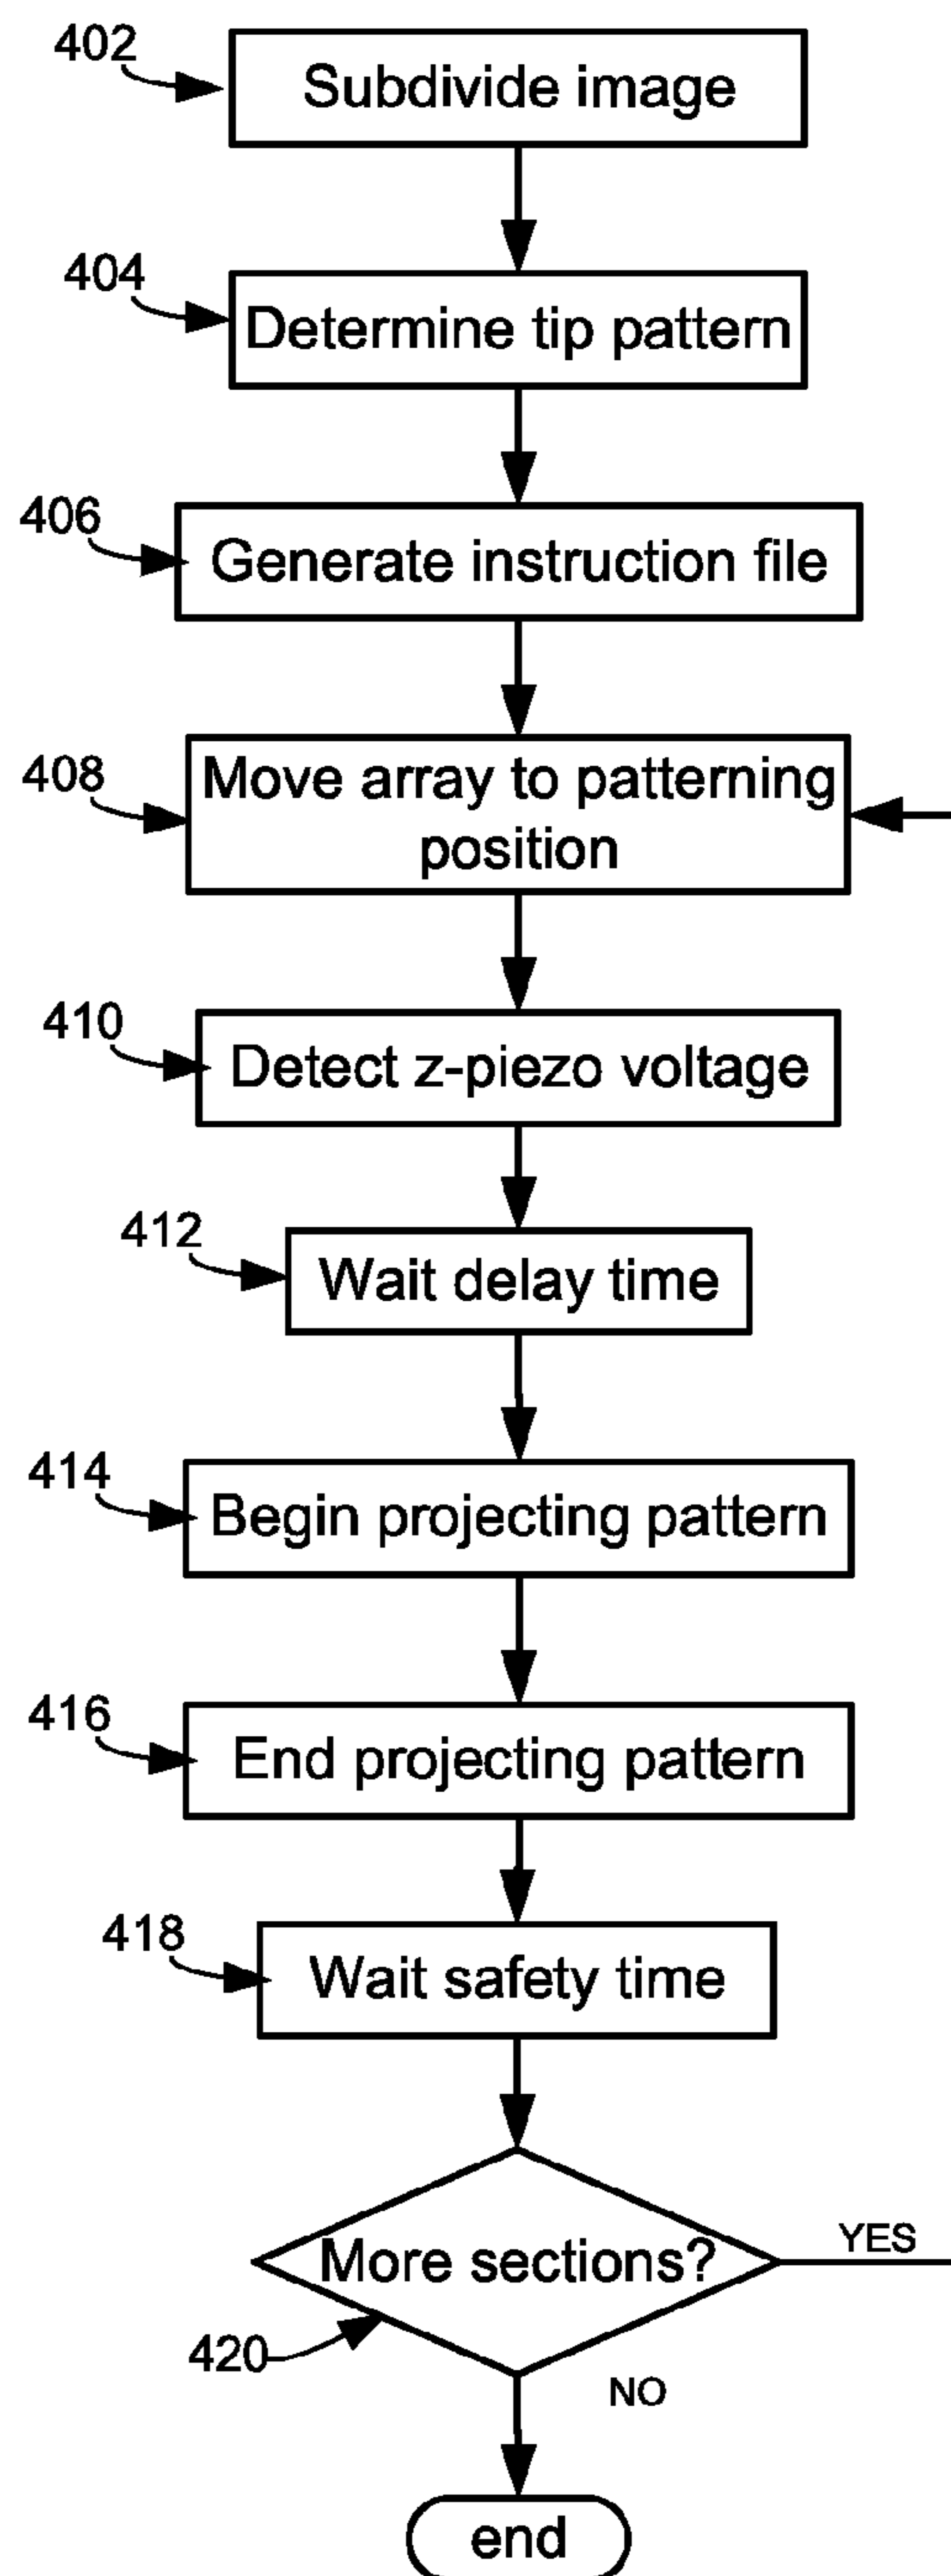 402
Subdivide image
404
Determine tip pattern
406
Generate instruction file
408
Move array to patterning
position
410
Detect z-piezo voltage
412
Wait delay time
414
Begin projecting pattern
416
End projecting pattern
418
Wait safety time
More sections?
YES
420
NO
end